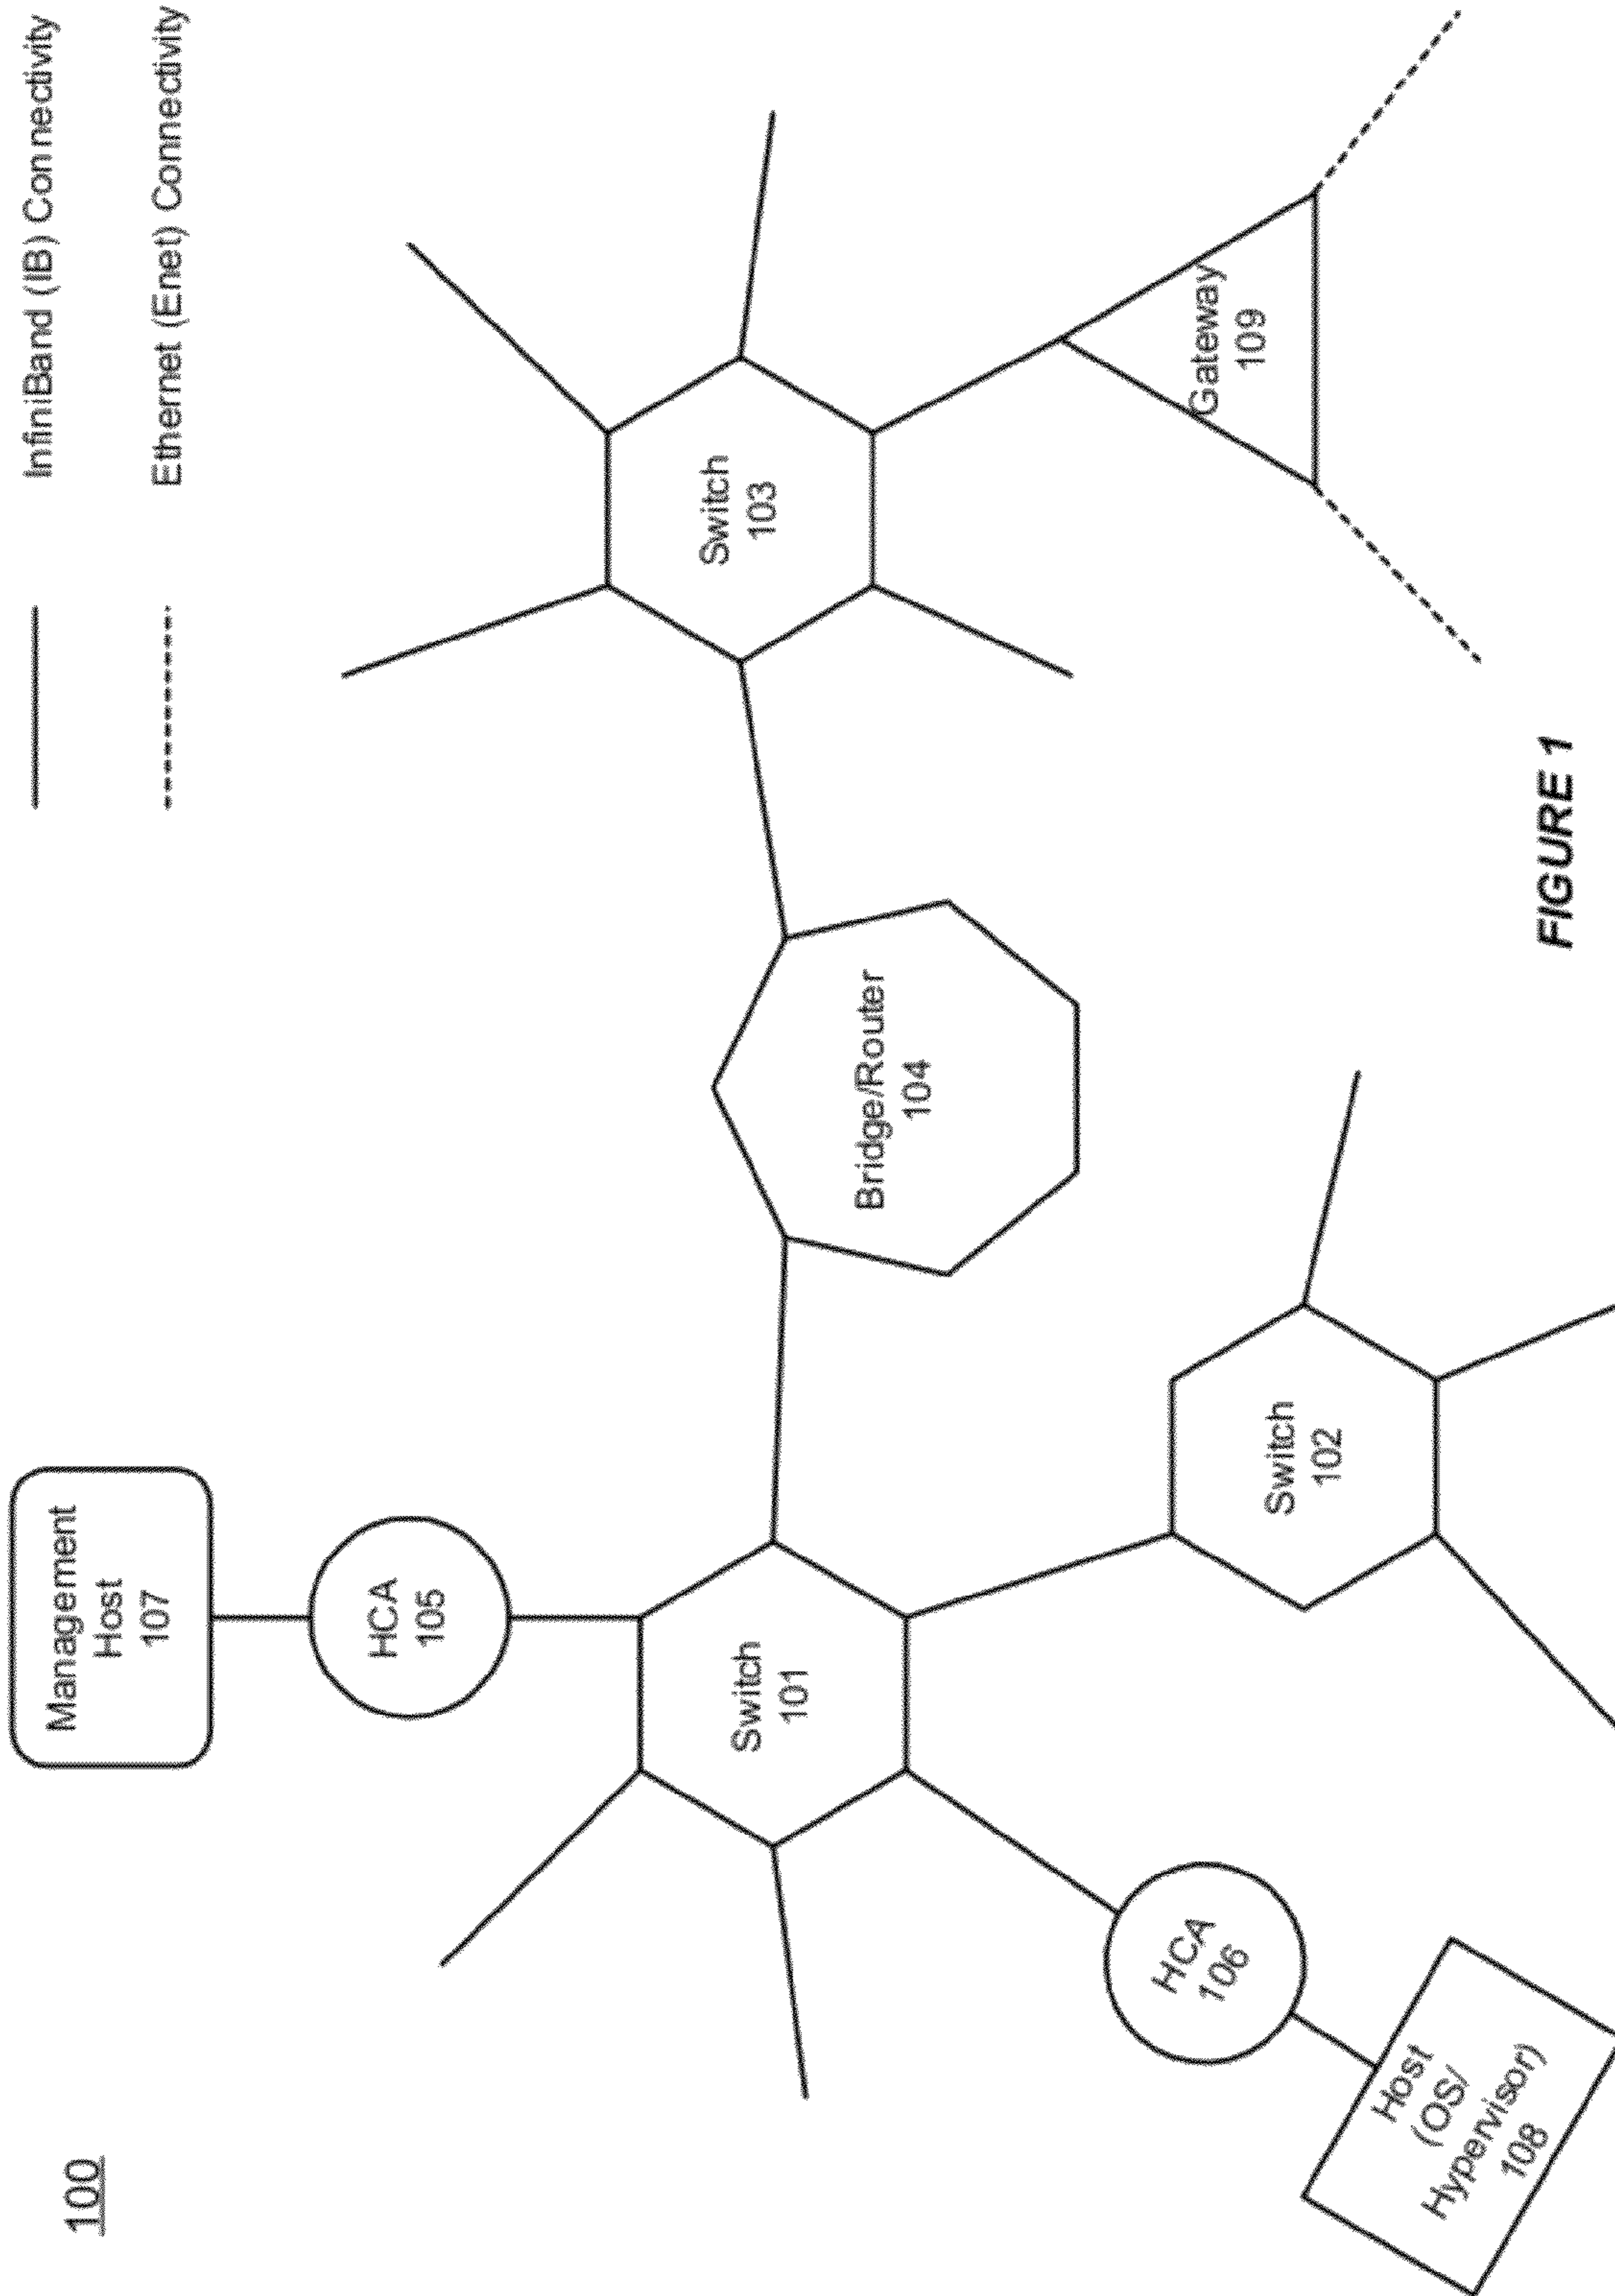 100
InfiniBand (IB) Connectivity
Ethernet (Enet) Connectivity
Management
Host
107
HCA
105
Switch
101
Switch
103
Bridge/Router
104
Gateway
109
Switch
102
HCA
106
Host
(OS/
Hypervisor)
108
FIGURE 1